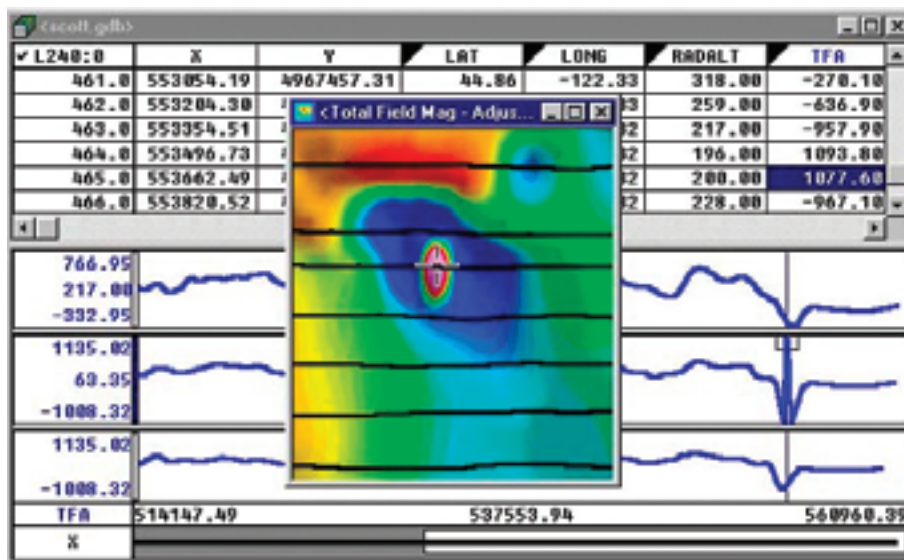 <scott.gdb>
✓ L240:0 X Y LAT LONG RADALT TFA
461.0 553054.19 4967457.31 44.86 -122.33 318.00 -270.10
462.0 553204.30 259.00 -636.90
463.0 553354.51 217.00 -957.90
464.0 553496.73 196.00 1093.80
465.0 553662.49 200.00 1077.60
466.0 553820.52 228.00 -967.10
<Total Field Mag - Adjus...
766.95
217.00
-332.95
1135.02
63.35
-1008.32
1135.02
-1008.32
TFA 514147.49 537553.94 560960.39
X